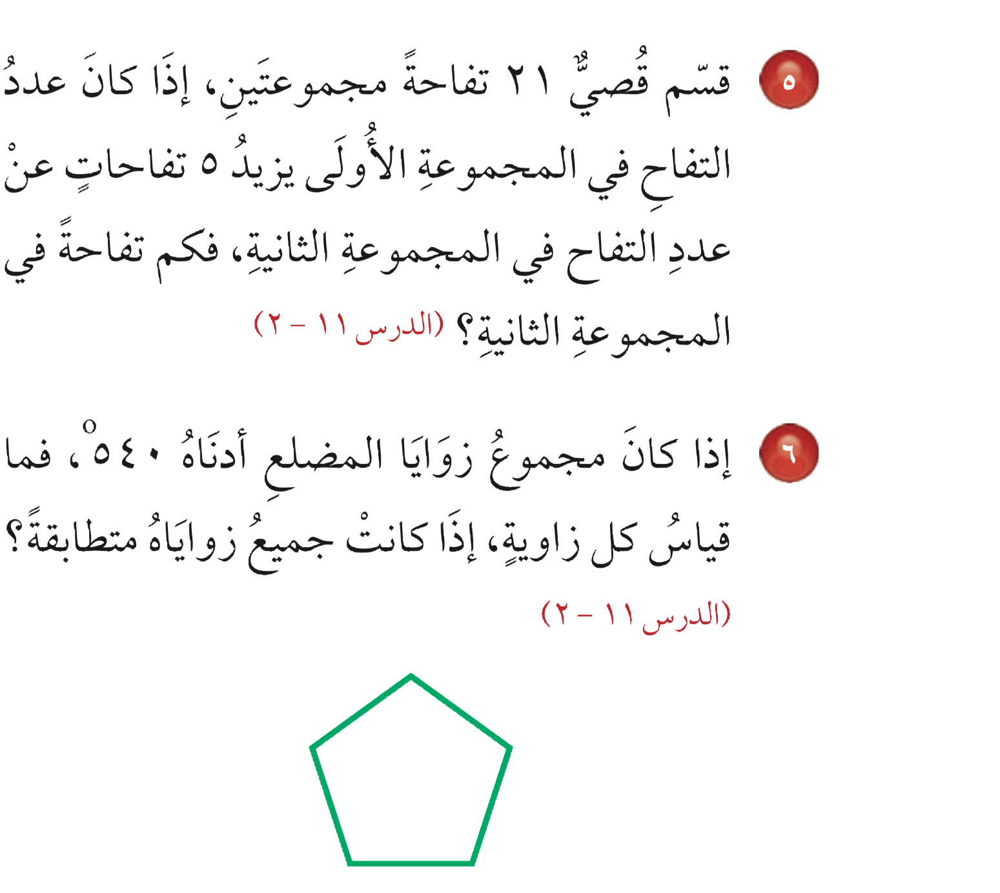 ٥ قسّم قُصيٌّ ٢١ تفاحةً مجموعتَينِ، إذَا كانَ عددُ
التفاحِ في المجموعةِ الأُولَى يزيدُ ٥ تفاحاتٍ عنْ
عددِ التفاح في المجموعةِ الثانيةِ، فكم تفاحةً في
المجموعةِ الثانيةِ؟ (الدرس ١١ – ٢)
٦ إذا كانَ مجموعُ زوَايَا المضلعِ أدنَاهُ ٥٤٠°، فما
قياسُ كل زاويةٍ، إذَا كانتْ جميعُ زوايَاهُ متطابقةً؟
(الدرس ١١ – ٢)